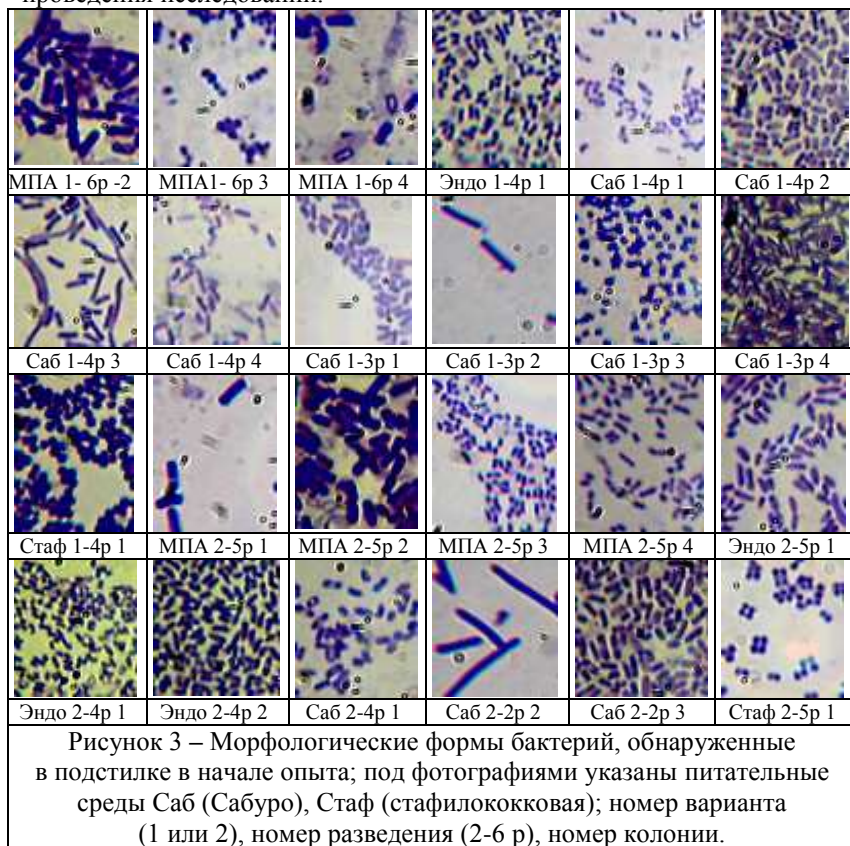 проведения исследований.
МПА 1- 6р -2 МПА1- 6р 3 МПА 1-6р 4 Эндо 1-4р 1 Саб 1-4р 1 Саб 1-4р 2
Саб 1-4р 3 Саб 1-4р 4 Саб 1-3р 1 Саб 1-3р 2 Саб 1-3р 3 Саб 1-3р 4
Стаф 1-4р 1 МПА 2-5р 1 МПА 2-5р 2 МПА 2-5р 3 МПА 2-5р 4 Эндо 2-5р 1
Эндо 2-4р 1 Эндо 2-4р 2 Саб 2-4р 1 Саб 2-2р 2 Саб 2-2р 3 Стаф 2-5р 1
Рисунок 3 – Морфологические формы бактерий, обнаруженные
в подстилке в начале опыта; под фотографиями указаны питательные
среды Саб (Сабуро), Стаф (стафилококковая); номер варианта
(1 или 2), номер разведения (2-6 р), номер колонии.